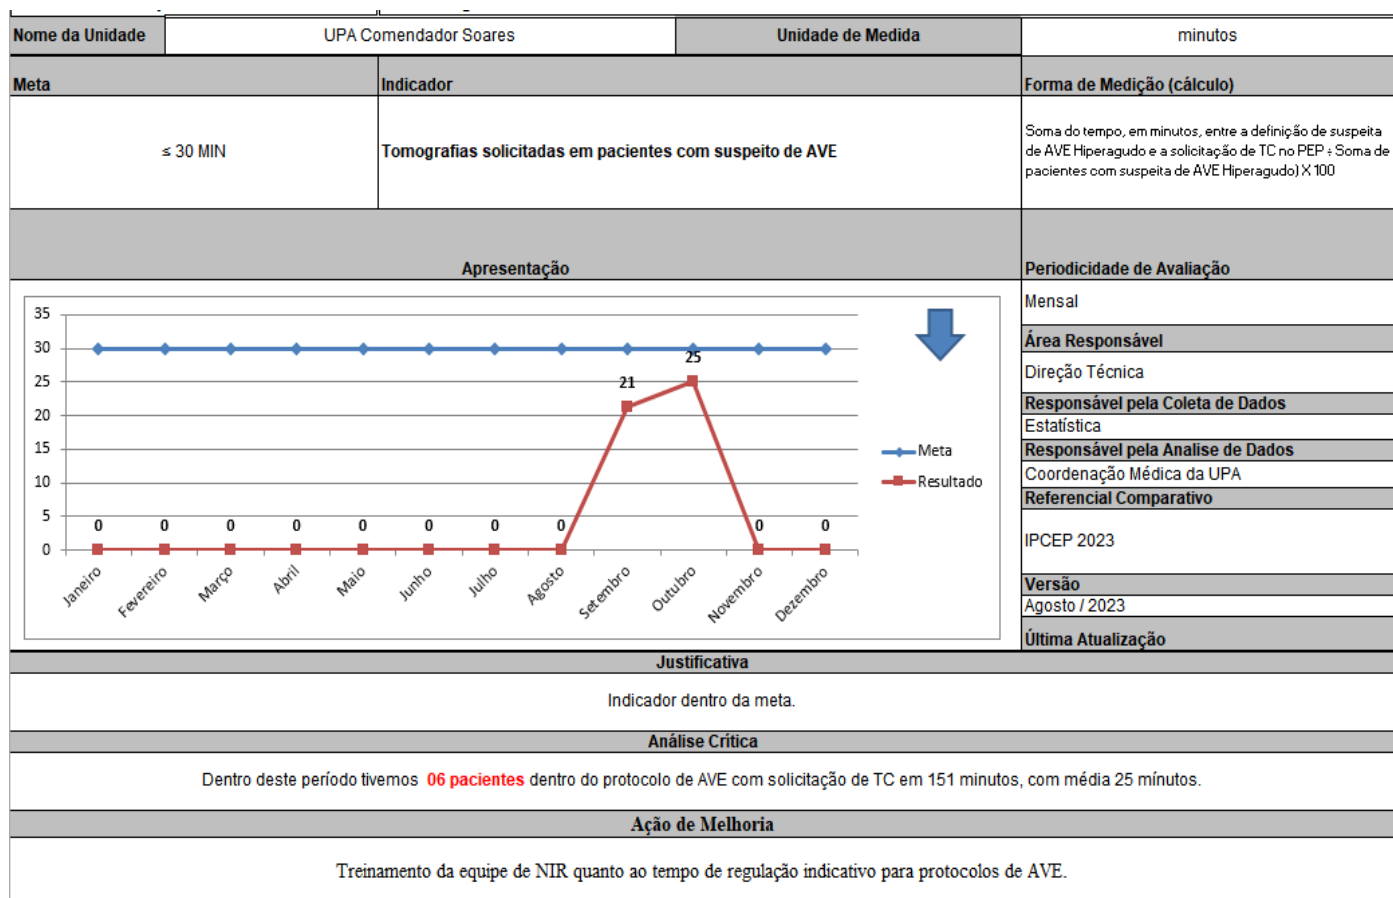 Nome da Unidade UPA Comendador Soares Unidade de Medida minutos
Meta Indicador Forma de Medição (cálculo)
≤ 30 MIN Tomografias solicitadas em pacientes com suspeito de AVE
Soma do tempo, em minutos, entre a definição de suspeita
de AVE Hiperagudo e a solicitação de TC no PEP ÷ Soma de
pacientes com suspeita de AVE Hiperagudo) X 100
Apresentação Periodicidade de Avaliação
Mensal
Área Responsável
Direção Técnica
Responsável pela Coleta de Dados
Estatística
Responsável pela Analise de Dados
Coordenação Médica da UPA
Referencial Comparativo
IPCEP 2023
Versão
Agosto / 2023
Última Atualização
35
30
25
20
15
10
5
0
0 0 0 0 0 0 0 0 21 25 0 0
Janeiro Fevereiro Março Abril Maio Junho Julho Agosto Setembro Outubro Novembro Dezembro
Meta
Resultado
Justificativa
Indicador dentro da meta.
Análise Crítica
Dentro deste período tivemos 06 pacientes dentro do protocolo de AVE com solicitação de TC em 151 minutos, com média 25 mínutos.
Ação de Melhoria
Treinamento da equipe de NIR quanto ao tempo de regulação indicativo para protocolos de AVE.